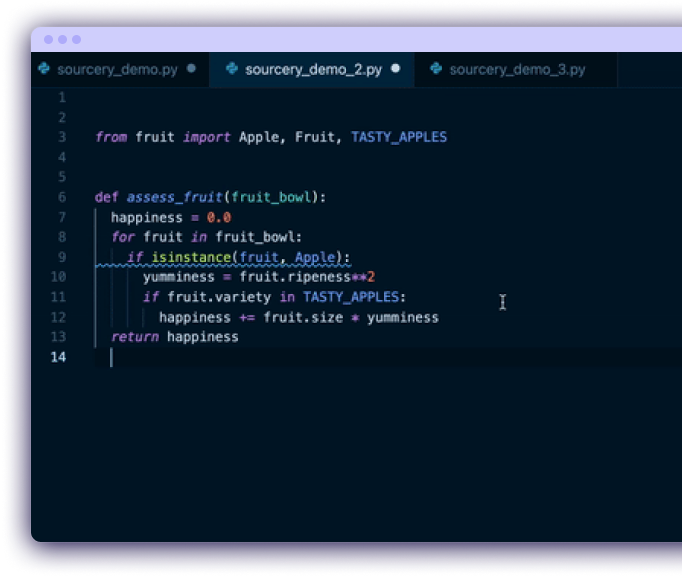 sourcery_demo.py sourcery_demo_2.py sourcery_demo_3.py
1
2
3 from fruit import Apple, Fruit, TASTY_APPLES
4
5
6 def assess_fruit(fruit_bowl):
7 happiness = 0.0
8 for fruit in fruit_bowl:
9 if isinstance(fruit, Apple):
10 yumminess = fruit.ripeness**2
11 if fruit.variety in TASTY_APPLES:
12 happiness += fruit.size * yumminess
13 return happiness
14